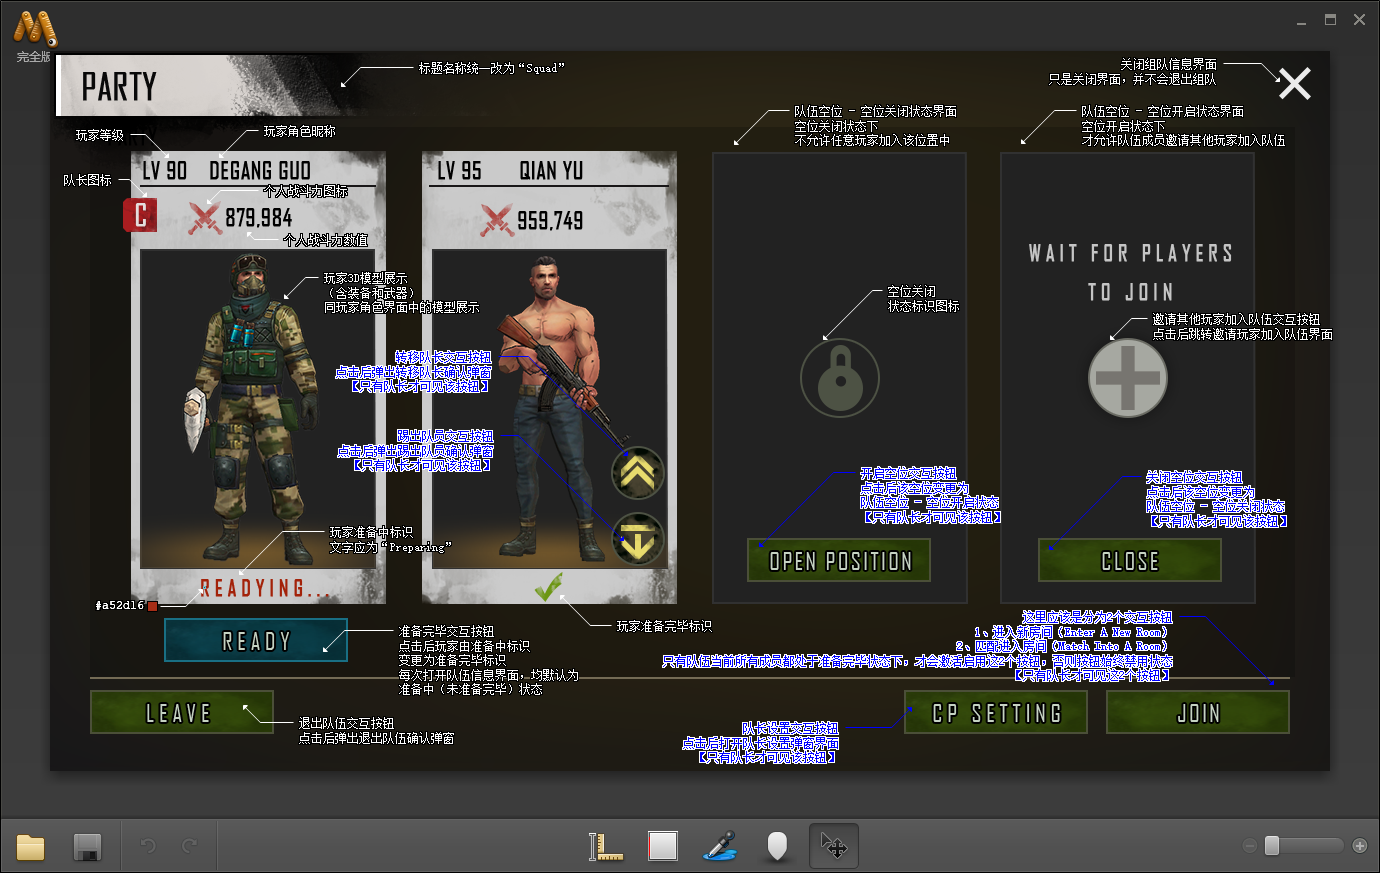 完全版
PARTY
标题名称统一改为“Squad”
关闭组队信息界面
只是关闭界面，并不会退出组队
玩家等级
玩家角色昵称
队长图标
LV 90 DEGANG GUO
个人战斗力图标
C
879,984
个人战斗力数值
玩家3D模型展示
（含装备和武器）
同玩家角色界面中的模型展示
玩家准备中标识
文字应为“Preparing”
READYING...
#a52d16
READY
准备完毕交互按钮
点击后玩家由准备中标识
变更为准备完毕标识
每次打开队伍信息界面，均默认为
准备中（未准备完毕）状态
LV 95 QIAN YU
959,749
转移队长交互按钮
点击后弹出转移队长确认弹窗
【只有队长才可见该按钮】
踢出队员交互按钮
点击后弹出踢出队员确认弹窗
【只有队长才可见该按钮】
玩家准备完毕标识
队伍空位 - 空位关闭状态界面
空位关闭状态下
不允许任意玩家加入该位置中
空位关闭
状态标识图标
开启空位交互按钮
点击后该空位变更为
队伍空位 - 空位开启状态
【只有队长才可见该按钮】
OPEN POSITION
队伍空位 - 空位开启状态界面
空位开启状态下
才允许队伍成员邀请其他玩家加入队伍
WAIT FOR PLAYERS
TO JOIN
邀请其他玩家加入队伍交互按钮
点击后跳转邀请玩家加入队伍界面
关闭空位交互按钮
点击后该空位变更为
队伍空位 - 空位关闭状态
【只有队长才可见该按钮】
CLOSE
这里应该是分为2个交互按钮
1、进入新房间（Enter A New Room）
2、匹配进入房间（Match Into A Room）
只有队伍当前所有成员都处于准备完毕状态下，才会激活启用这2个按钮，否则按钮始终禁用状态
【只有队长才可见这2个按钮】
LEAVE
退出队伍交互按钮
点击后弹出退出队伍确认弹窗
队长设置交互按钮
点击后打开队长设置弹窗界面
【只有队长才可见该按钮】
CP SETTING
JOIN